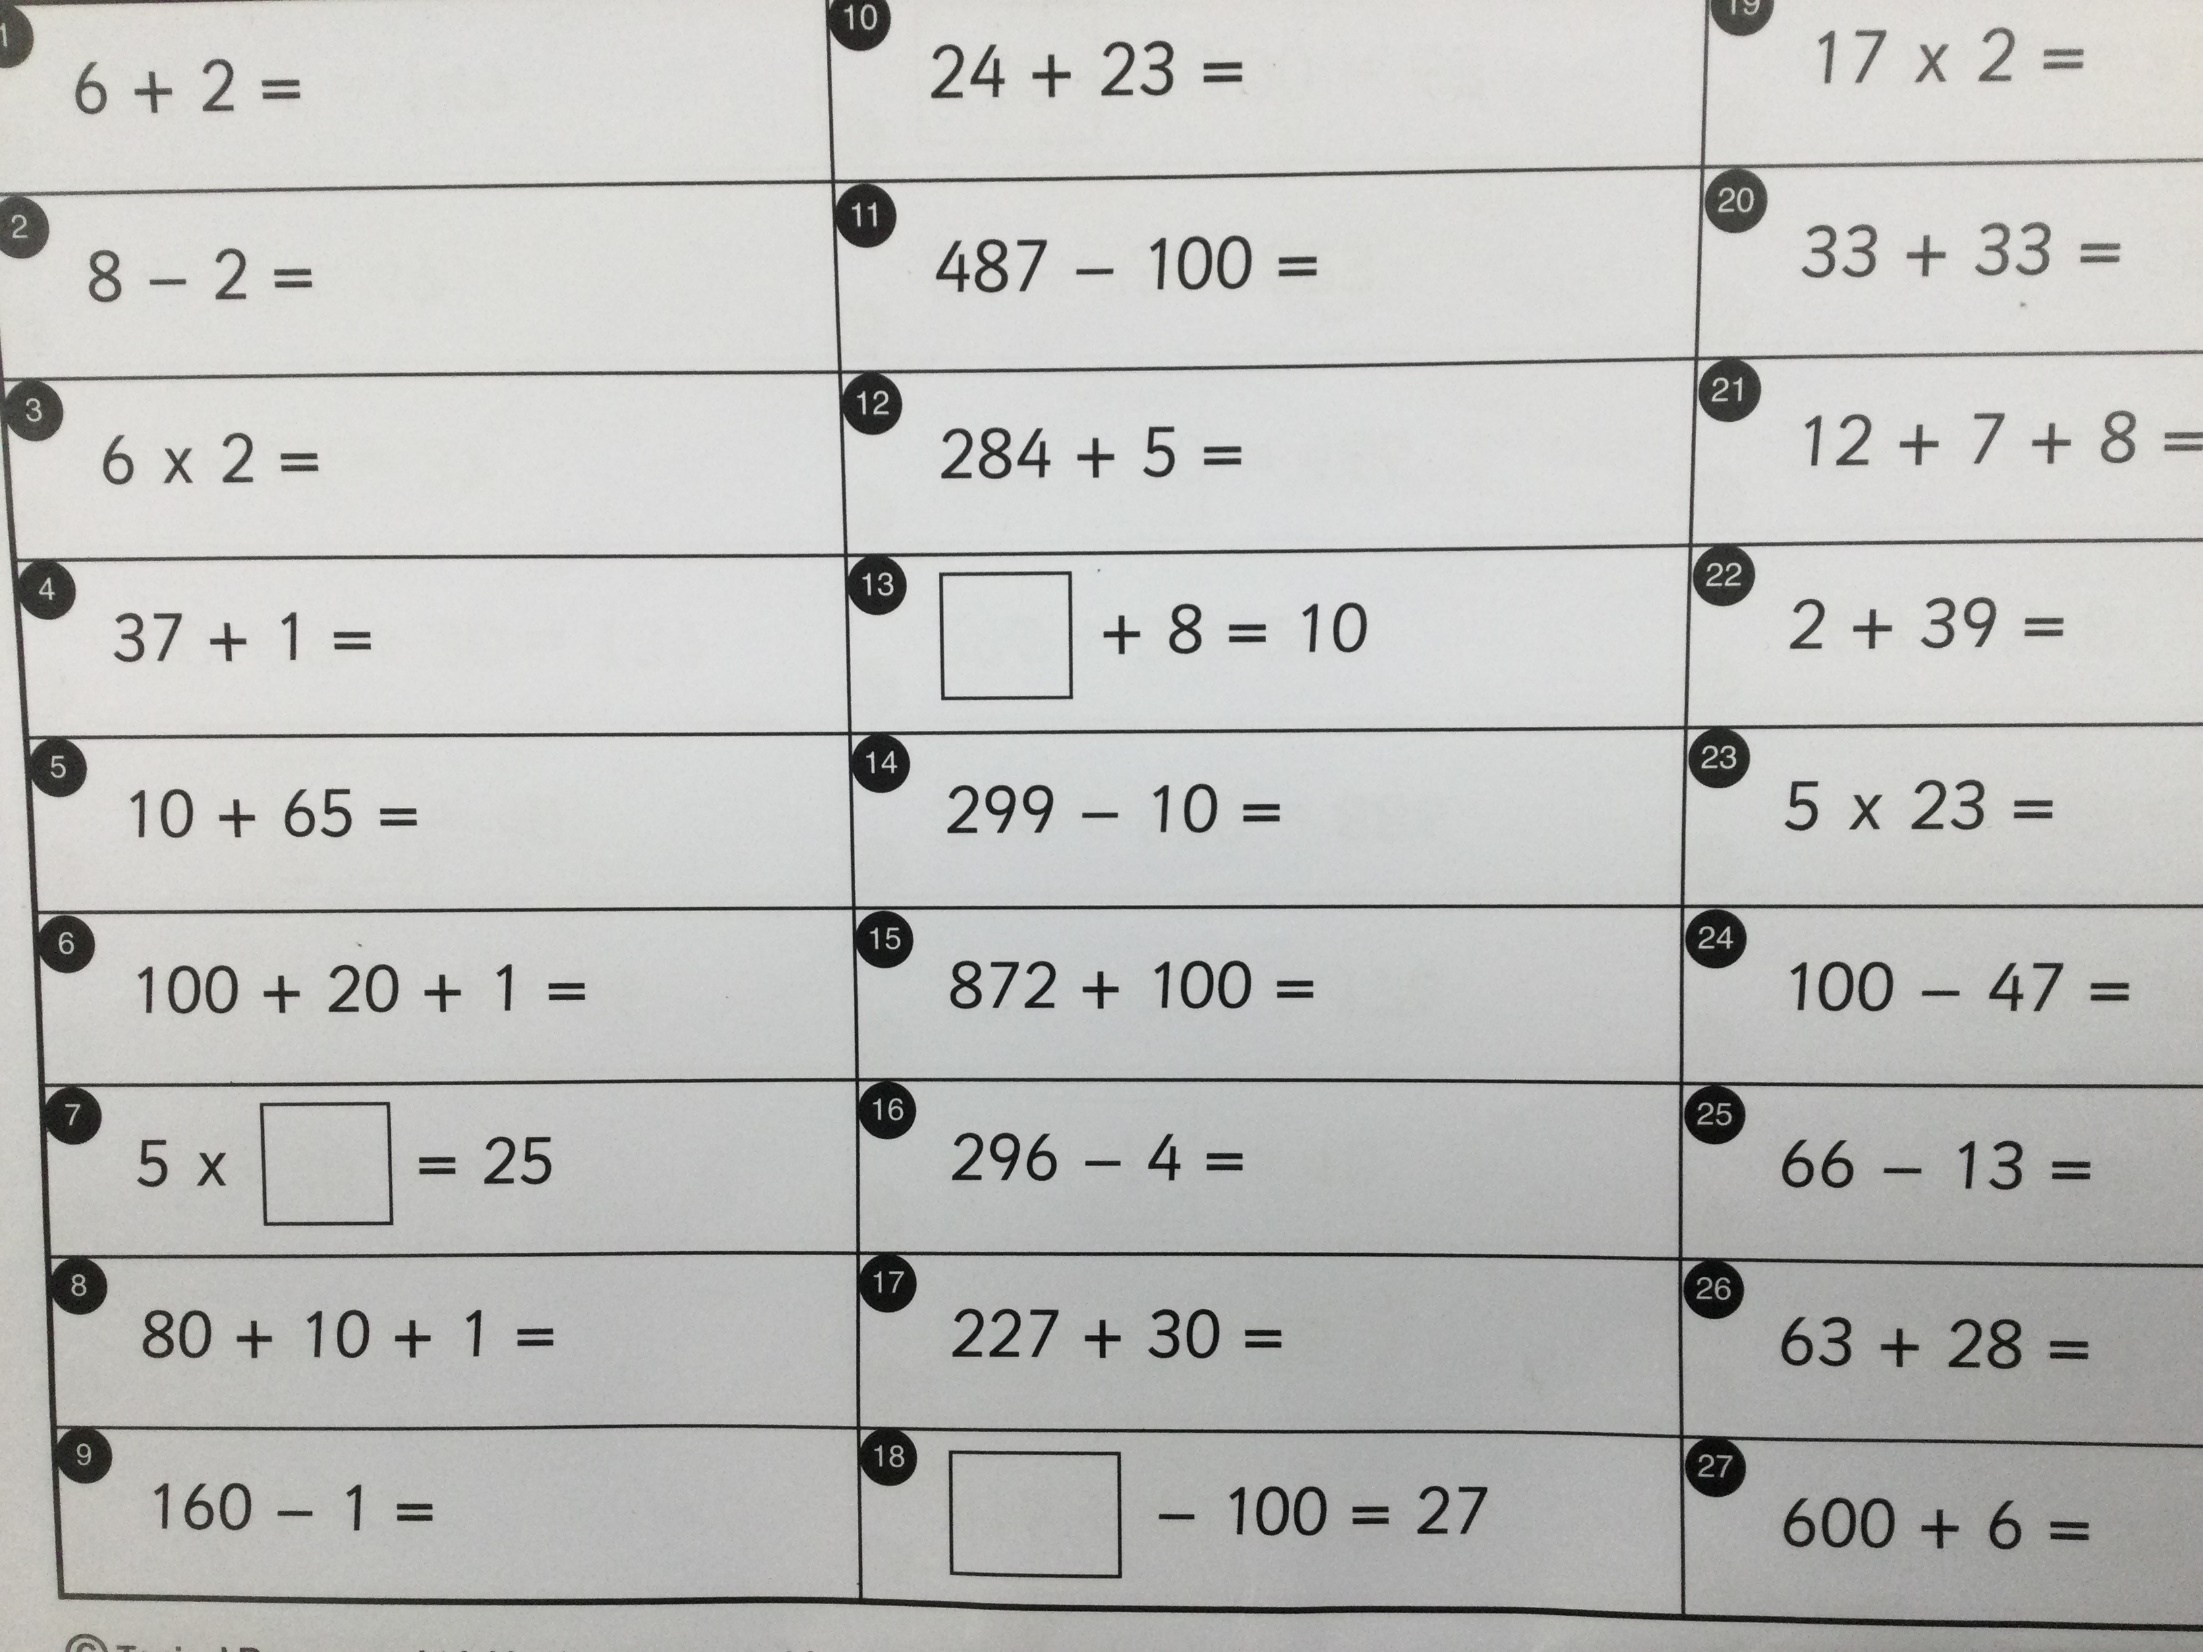 1
6 + 2 =
2
8 – 2 =
3
6 x 2 =
4
37 + 1 =
5
10 + 65 =
6
100 + 20 + 1 =
7
5 x = 25
8
80 + 10 + 1 =
9
160 – 1 =
10
24 + 23 =
11
487 – 100 =
12
284 + 5 =
13
+ 8 = 10
14
299 – 10 =
15
872 + 100 =
16
296 – 4 =
17
227 + 30 =
18
– 100 = 27
19
17 x 2 =
20
33 + 33 =
21
12 + 7 + 8 =
22
2 + 39 =
23
5 x 23 =
24
100 – 47 =
25
66 – 13 =
26
63 + 28 =
27
600 + 6 =
©